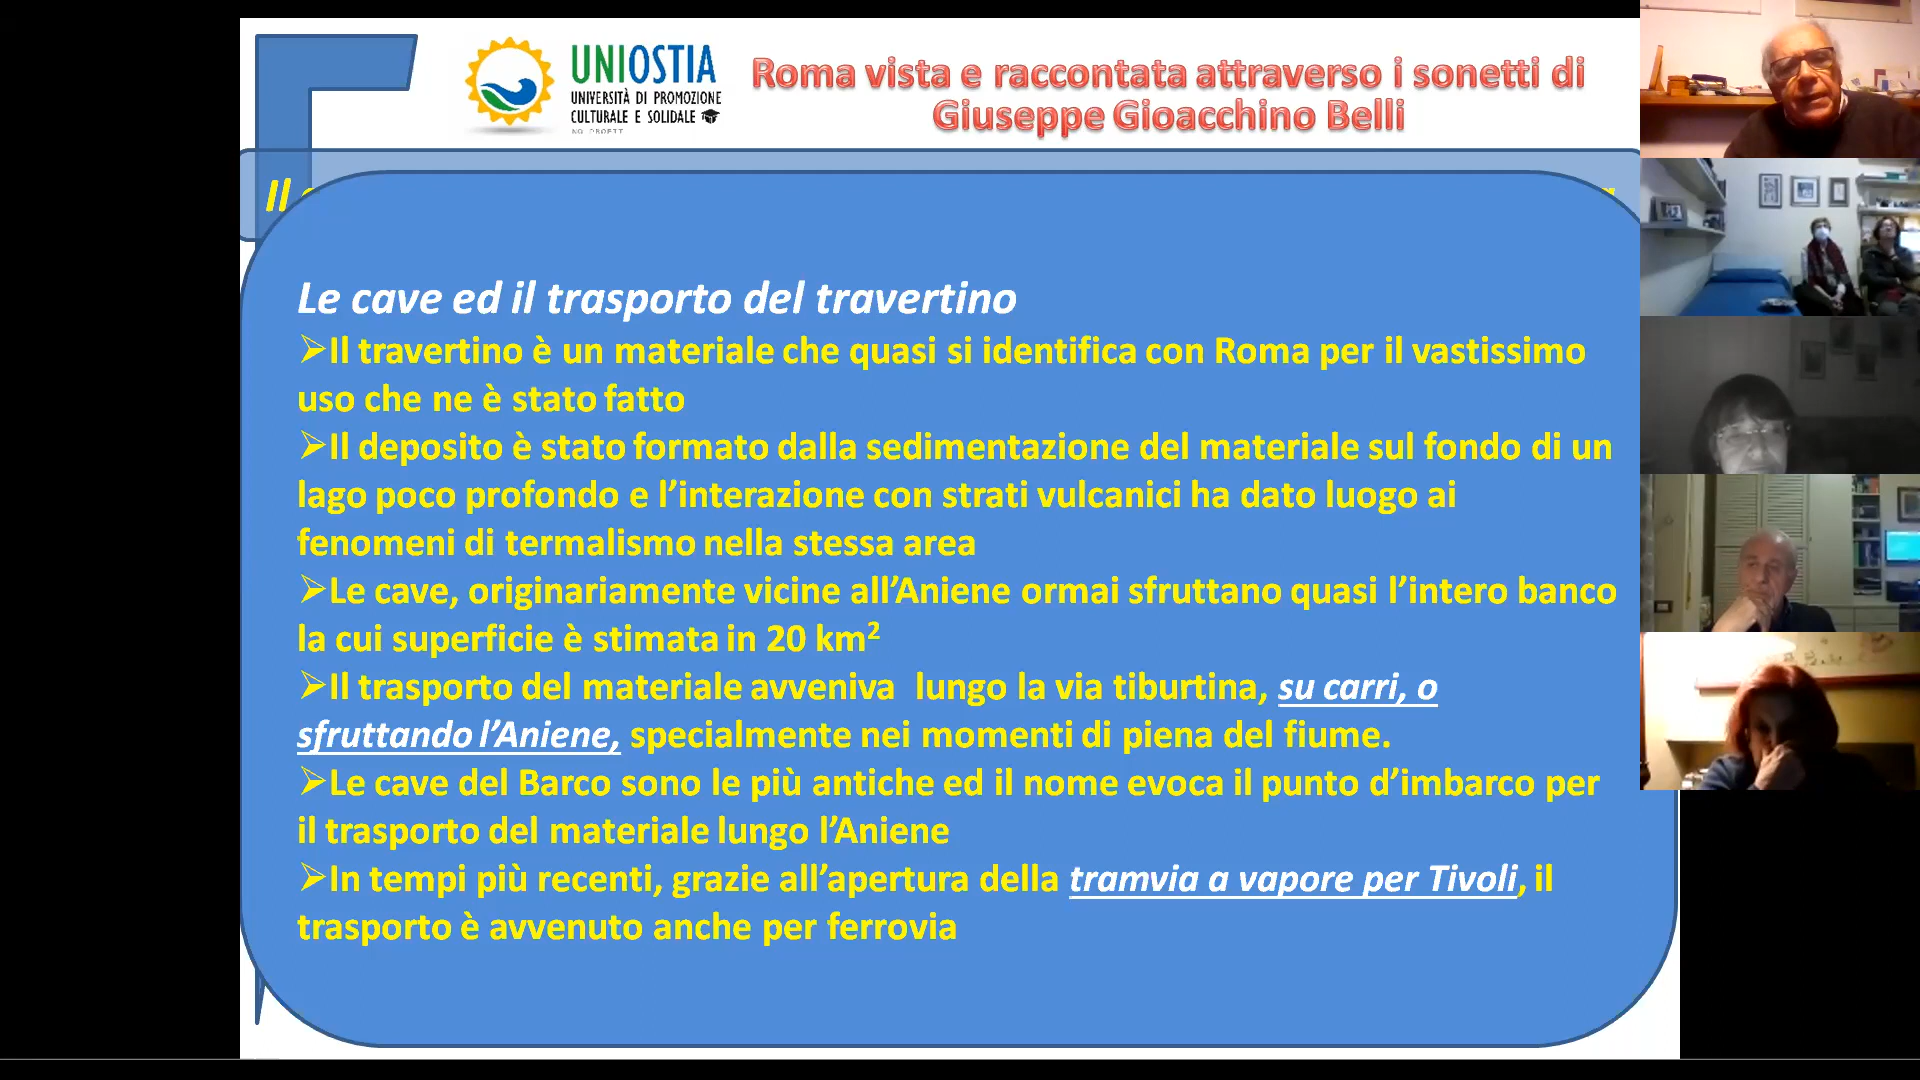 UNIOSTIA
UNIVERSITÀ DI PROMOZIONE
CULTURALE E SOLIDALE
NO PROFIT
Roma vista e raccontata attraverso i sonetti di
Giuseppe Gioacchino Belli
Il
Le cave ed il trasporto del travertino
➢Il travertino è un materiale che quasi si identifica con Roma per il vastissimo
uso che ne è stato fatto
➢Il deposito è stato formato dalla sedimentazione del materiale sul fondo di un
lago poco profondo e l’interazione con strati vulcanici ha dato luogo ai
fenomeni di termalismo nella stessa area
➢Le cave, originariamente vicine all’Aniene ormai sfruttano quasi l’intero banco
la cui superficie è stimata in 20 km²
➢Il trasporto del materiale avveniva lungo la via tiburtina, su carri, o
sfruttando l’Aniene, specialmente nei momenti di piena del fiume.
➢Le cave del Barco sono le più antiche ed il nome evoca il punto d’imbarco per
il trasporto del materiale lungo l’Aniene
➢In tempi più recenti, grazie all’apertura della tramvia a vapore per Tivoli, il
trasporto è avvenuto anche per ferrovia